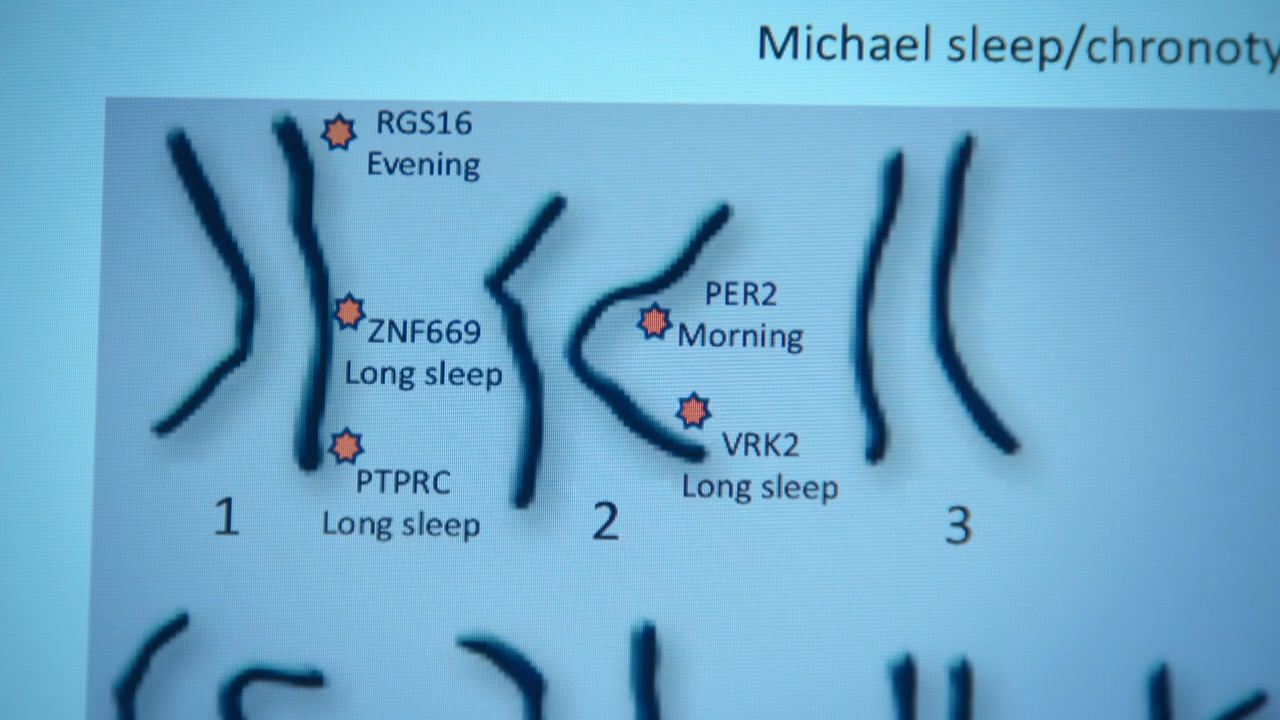 Michael sleep/chronoty
RGS16
Evening
ZNF669
Long sleep
PTPRC
Long sleep
1
PER2
Morning
VRK2
Long sleep
2
3